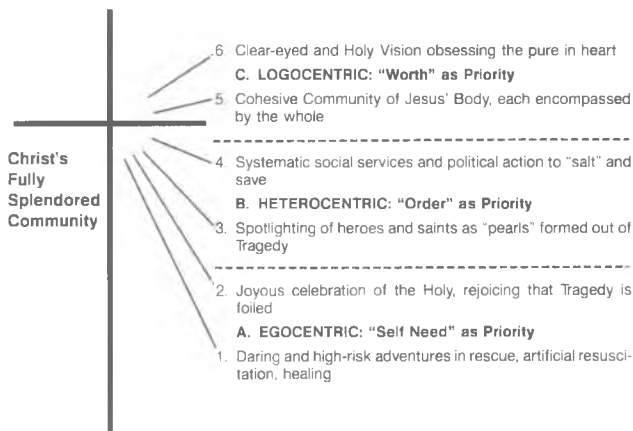 6. Clear-eyed and Holy Vision obsessing the pure in heart
C. LOGOCENTRIC: "Worth" as Priority
5. Cohesive Community of Jesus' Body, each encompassed
by the whole
Christ's
Fully
Splendored
Community
4. Systematic social services and political action to "salt" and
save
B. HETEROCENTRIC: "Order" as Priority
3. Spotlighting of heroes and saints as "pearls" formed out of
Tragedy
2. Joyous celebration of the Holy, rejoicing that Tragedy is
foiled
A. EGOCENTRIC: "Self Need" as Priority
1. Daring and high-risk adventures in rescue, artificial resusci-
tation, healing